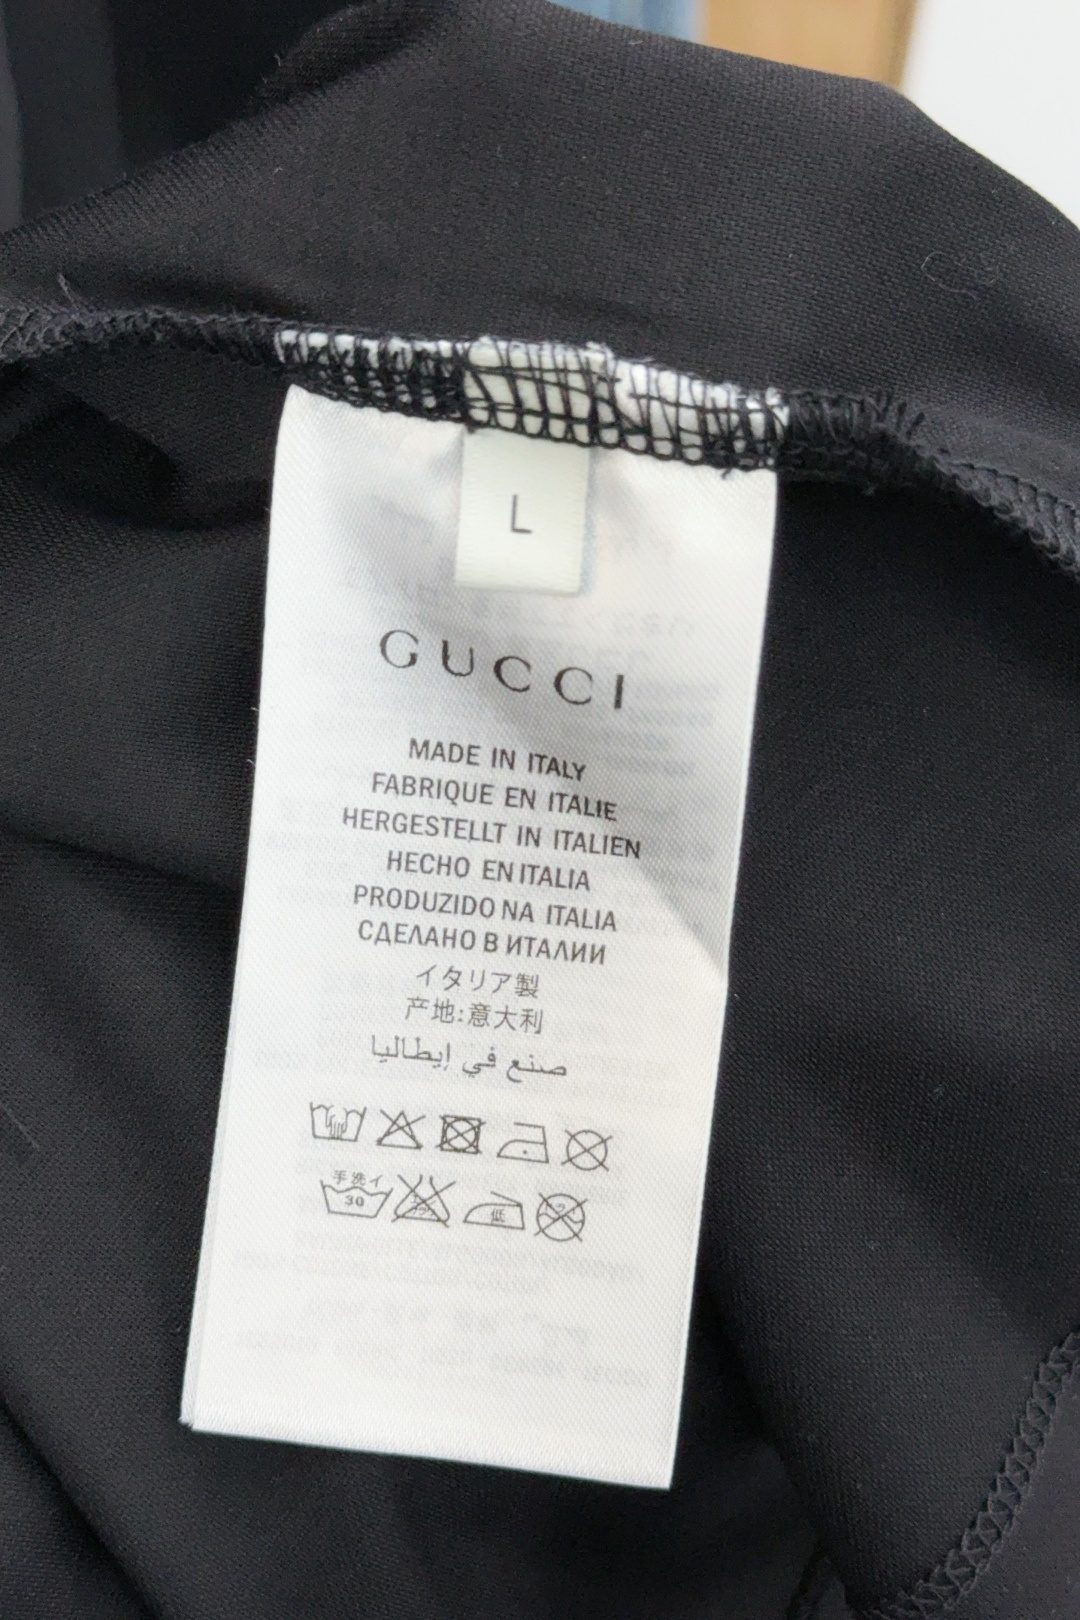 L
GUCCI
MADE IN ITALY
FABRIQUE EN ITALIE
HERGESTELLT IN ITALIEN
HECHO EN ITALIA
PRODUZIDO NA ITALIA
СДЕЛАНО В ИТАЛИИ
イタリア製
产地:意大利
صنع في إيطاليا
手洗イ
30
低